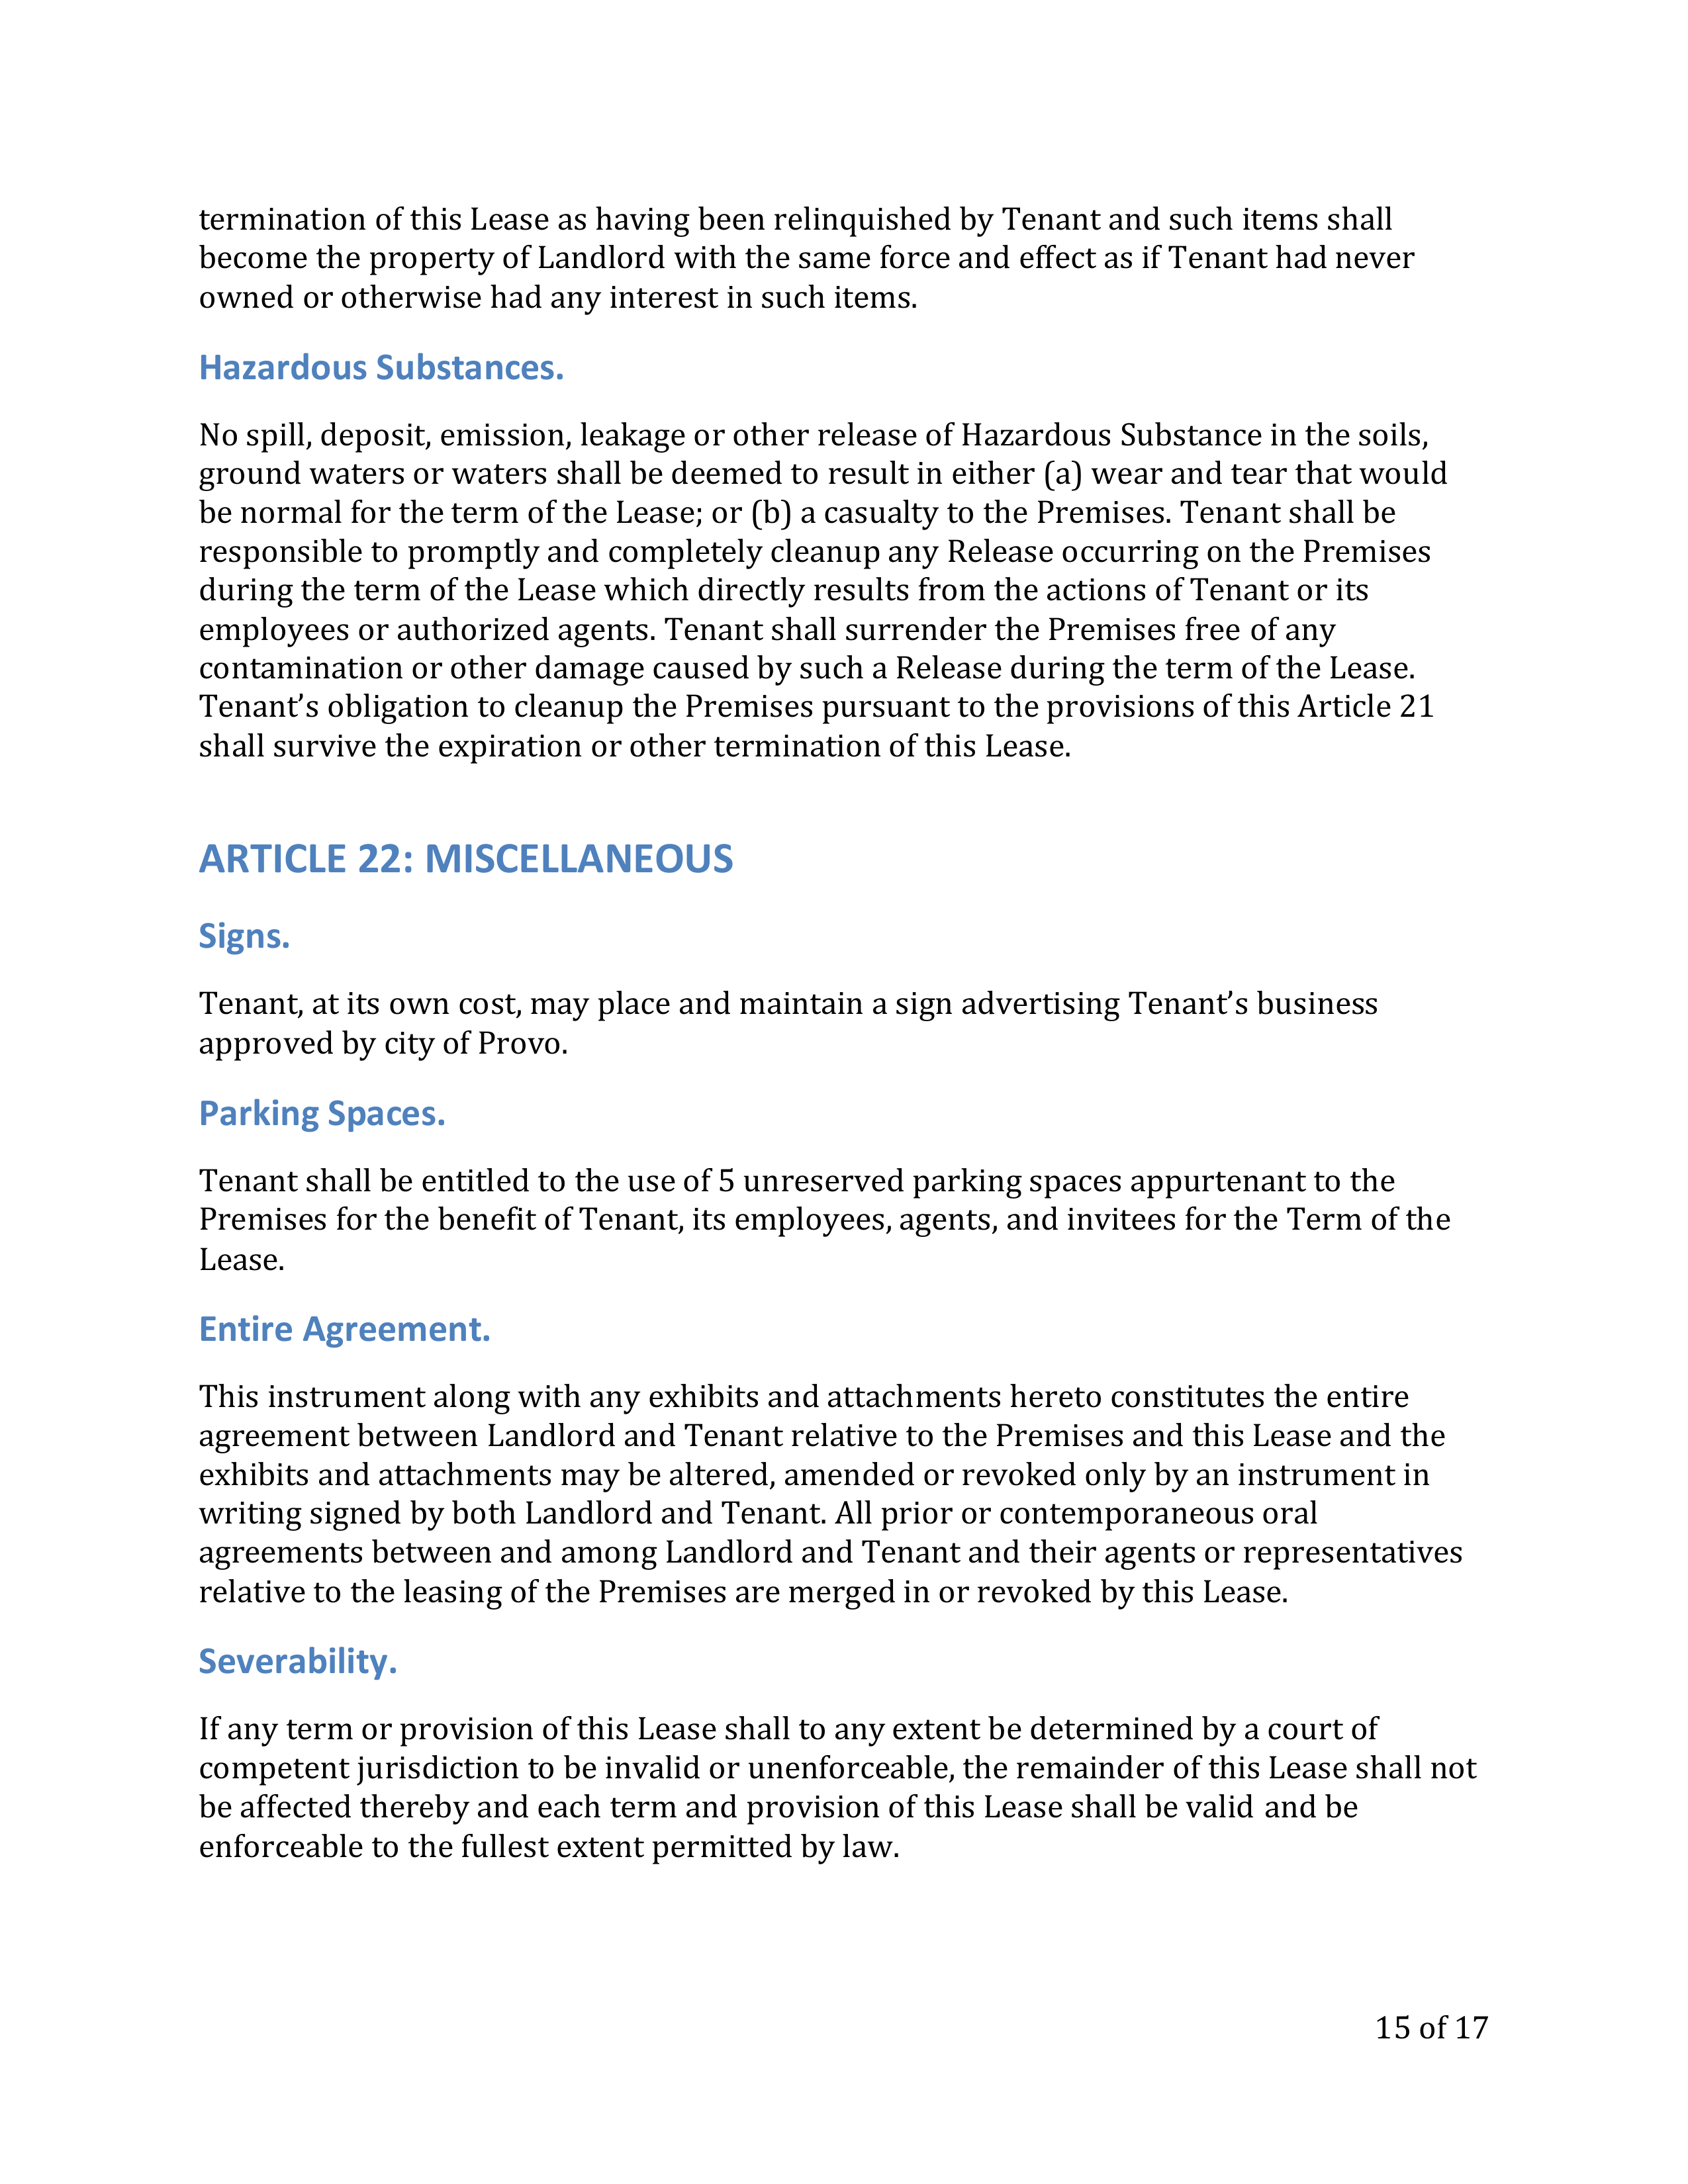 termination of this Lease as having been relinquished by Tenant and such items shall
become the property of Landlord with the same force and effect as if Tenant had never
owned or otherwise had any interest in such items.
Hazardous Substances.
No spill, deposit, emission, leakage or other release of Hazardous Substance in the soils,
ground waters or waters shall be deemed to result in either (a) wear and tear that would
be normal for the term of the Lease; or (b) a casualty to the Premises. Tenant shall be
responsible to promptly and completely cleanup any Release occurring on the Premises
during the term of the Lease which directly results from the actions of Tenant or its
employees or authorized agents. Tenant shall surrender the Premises free of any
contamination or other damage caused by such a Release during the term of the Lease.
Tenant’s obligation to cleanup the Premises pursuant to the provisions of this Article 21
shall survive the expiration or other termination of this Lease.
ARTICLE 22: MISCELLANEOUS
Signs.
Tenant, at its own cost, may place and maintain a sign advertising Tenant’s business
approved by city of Provo.
Parking Spaces.
Tenant shall be entitled to the use of 5 unreserved parking spaces appurtenant to the
Premises for the benefit of Tenant, its employees, agents, and invitees for the Term of the
Lease.
Entire Agreement.
This instrument along with any exhibits and attachments hereto constitutes the entire
agreement between Landlord and Tenant relative to the Premises and this Lease and the
exhibits and attachments may be altered, amended or revoked only by an instrument in
writing signed by both Landlord and Tenant. All prior or contemporaneous oral
agreements between and among Landlord and Tenant and their agents or representatives
relative to the leasing of the Premises are merged in or revoked by this Lease.
Severability.
If any term or provision of this Lease shall to any extent be determined by a court of
competent jurisdiction to be invalid or unenforceable, the remainder of this Lease shall not
be affected thereby and each term and provision of this Lease shall be valid and be
enforceable to the fullest extent permitted by law.
15 of 17